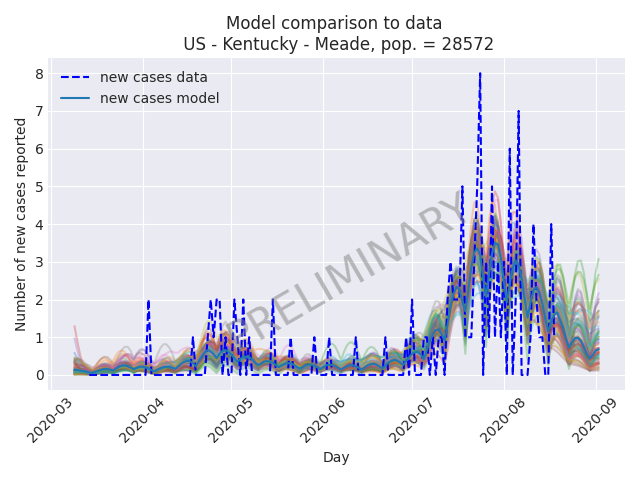 Model comparison to data
US - Kentucky - Meade, pop. = 28572
new cases data
new cases model
Number of new cases reported
8
7
6
5
4
3
2
1
0
PRELIMINARY
2020-03
2020-04
2020-05
2020-06
2020-07
2020-08
2020-09
Day